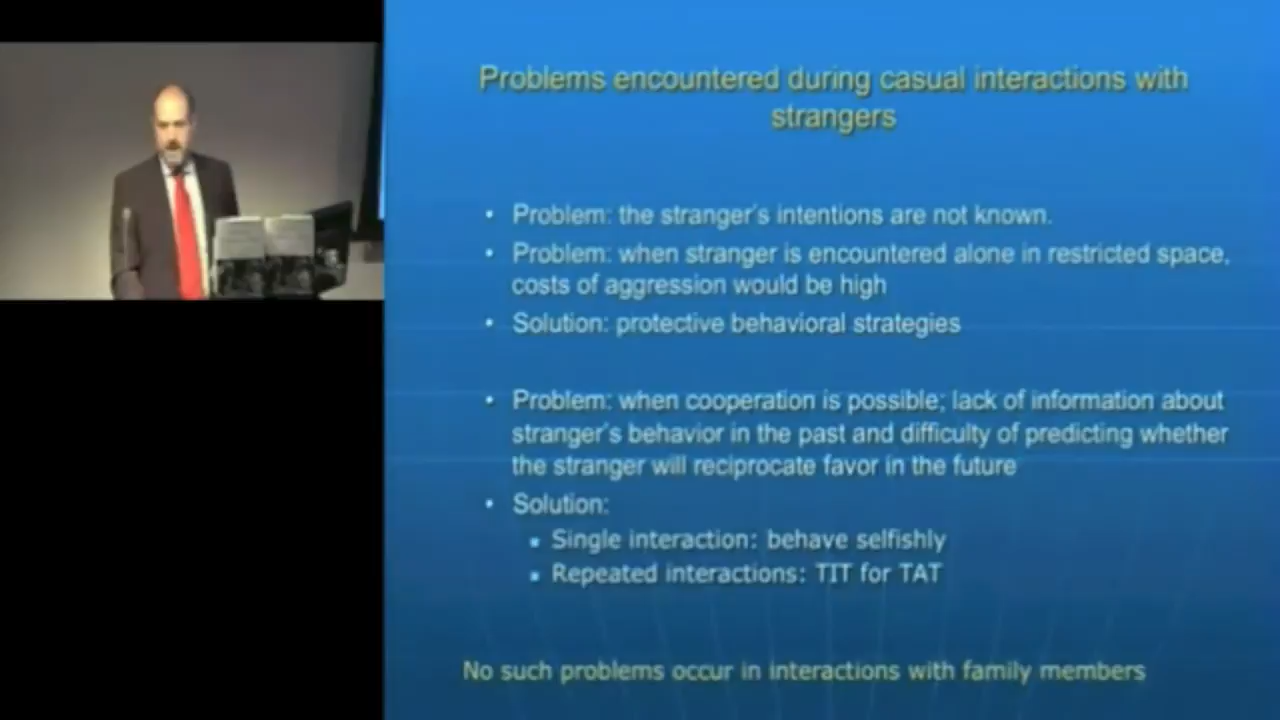 Problems encountered during casual interactions with
strangers
• Problem: the stranger's intentions are not known.
• Problem: when stranger is encountered alone in restricted space,
costs of aggression would be high
• Solution: protective behavioral strategies
• Problem: when cooperation is possible; lack of information about
stranger's behavior in the past and difficulty of predicting whether
the stranger will reciprocate favor in the future
• Solution:
▪ Single interaction: behave selfishly
▪ Repeated interactions: TIT for TAT
No such problems occur in interactions with family members